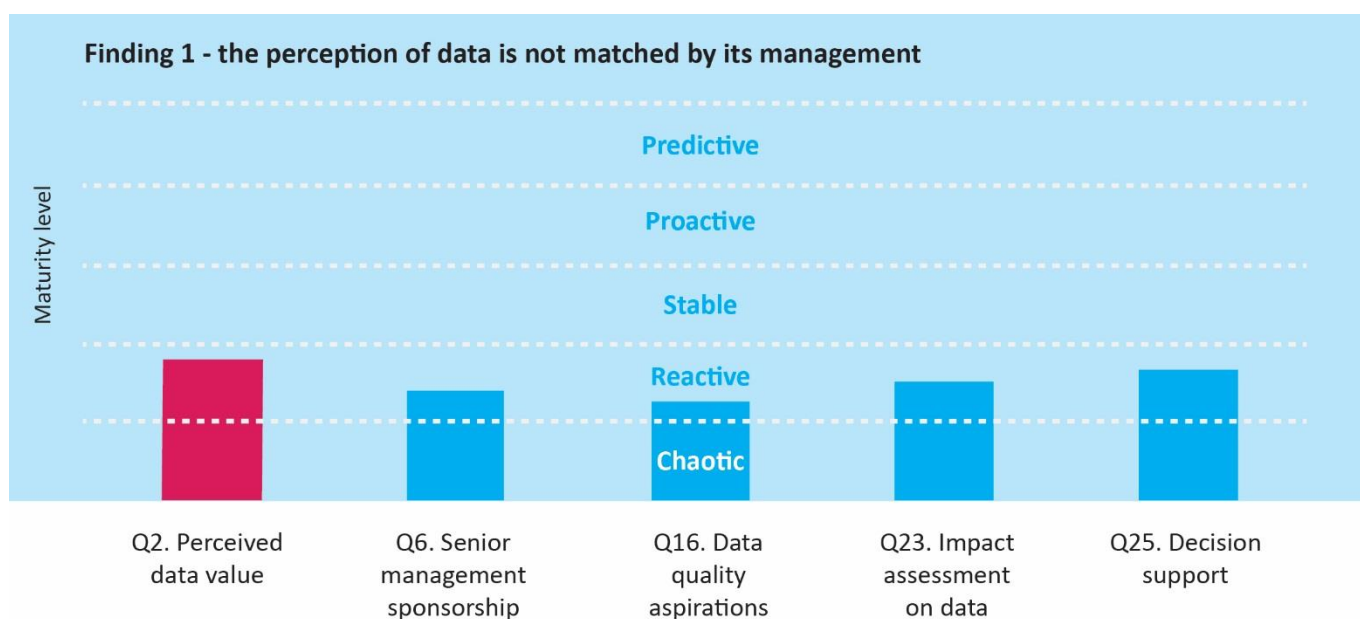 Finding 1 - the perception of data is not matched by its management
Maturity level
Predictive
Proactive
Stable
Reactive
Chaotic
Q2. Perceived
data value
Q6. Senior
management
sponsorship
Q16. Data
quality
aspirations
Q23. Impact
assessment
on data
Q25. Decision
support